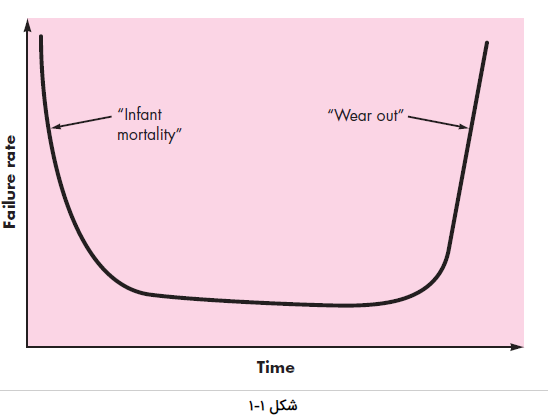 “Infant
mortality”
“Wear out”
Failure rate
Time
شکل ۱-۱